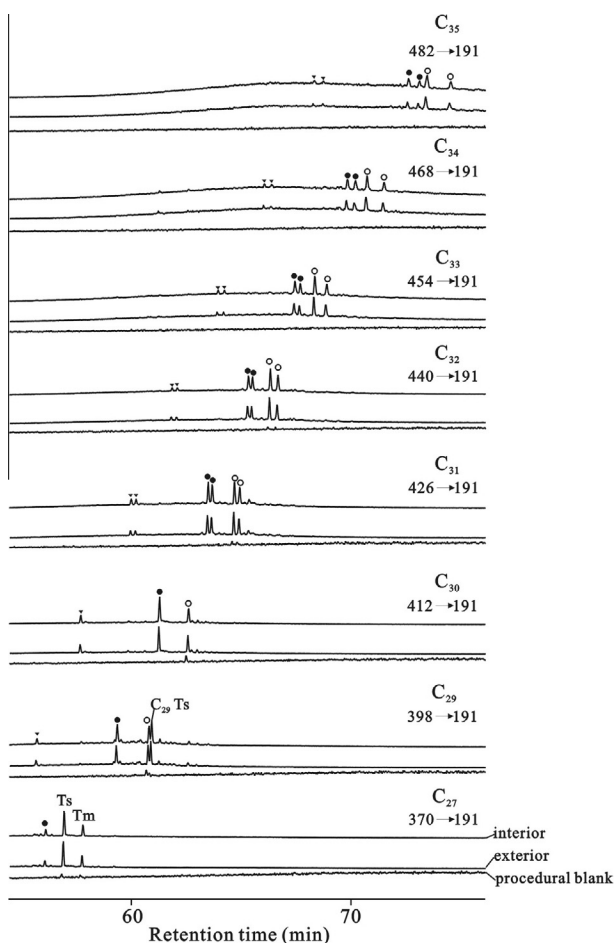 C₃₅
482→191
C₃₄
468→191
C₃₃
454→191
C₃₂
440→191
C₃₁
426→191
C₃₀
412→191
C₂₉ Ts
C₂₉
398→191
Ts
Tm
C₂₇
370→191
interior
exterior
procedural blank
60
70
Retention time (min)